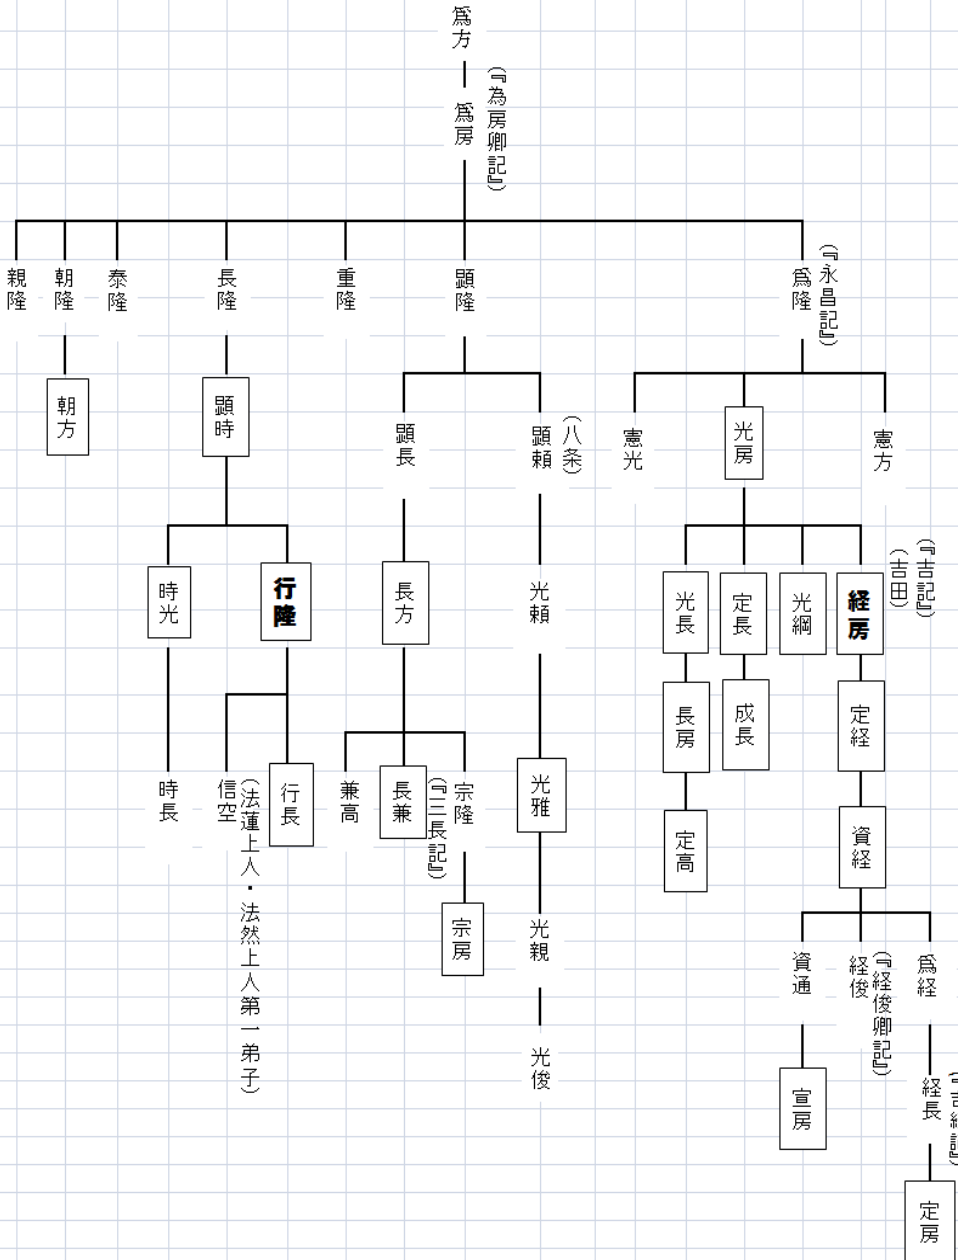 爲方
爲房
(『為房卿記』)
爲隆
(『永昌記』)
顕隆
重隆
長隆
泰隆
朝隆
親隆
憲方
光房
憲光
顕頼
(八条)
顕長
顕時
朝方
経房
(『吉記』)
(吉田)
光綱
定長
光長
光頼
長方
行隆
時光
定経
成長
長房
光雅
宗隆
長兼
(『三長記』)
兼高
行長
信空
(法蓮上人・法然上人第一弟子)
時長
資経
定高
宗房
光親
爲経
経俊
(『経俊卿記』)
資通
光俊
経長
宣房
定房